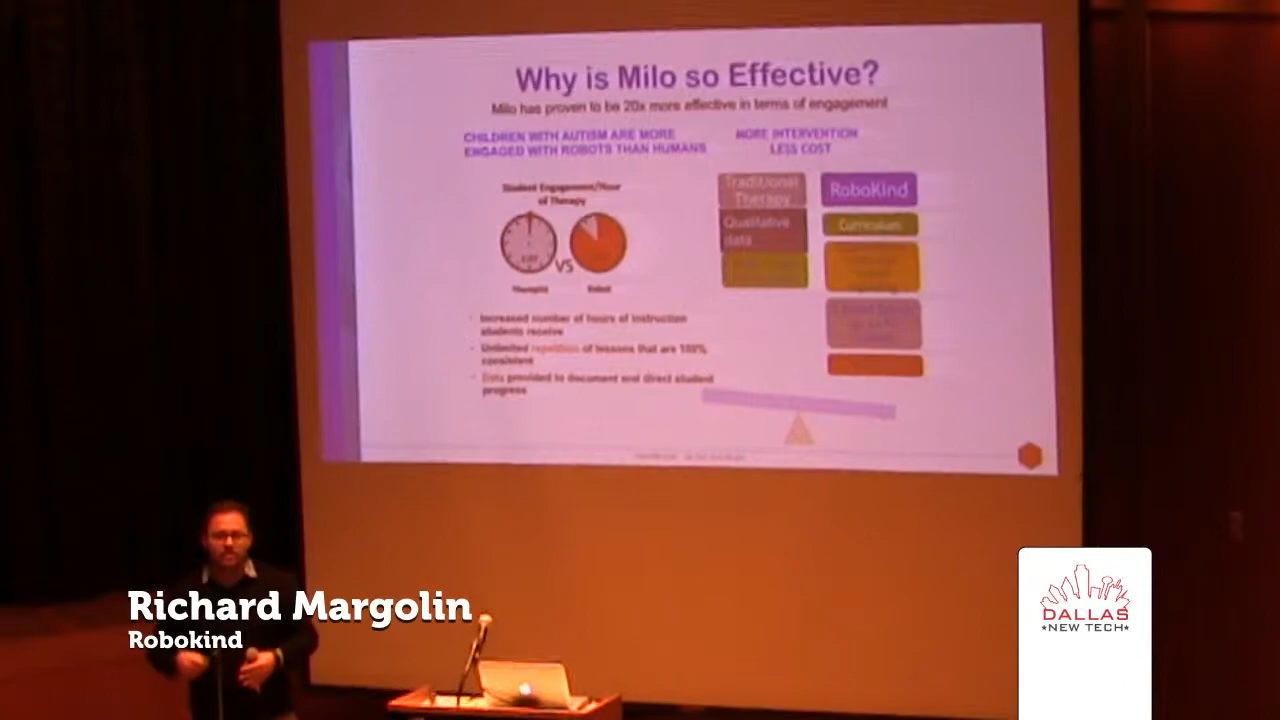 Why is Milo so Effective?
Milo has proven to be 20x more effective in terms of engagement
CHILDREN WITH AUTISM ARE MORE
ENGAGED WITH ROBOTS THAN HUMANS
MORE INTERVENTION
LESS COST
Student Engagement/Hour
of Therapy
VS
Therapist
Robot
Traditional
Therapy
Qualitative
data
RoboKind
Curriculum
Increased number of hours of instruction
students receive
Unlimited repetition of lessons that are 100%
consistent
Data provided to document and direct student
progress
Richard Margolin
Robokind
DALLAS
★NEW TECH★